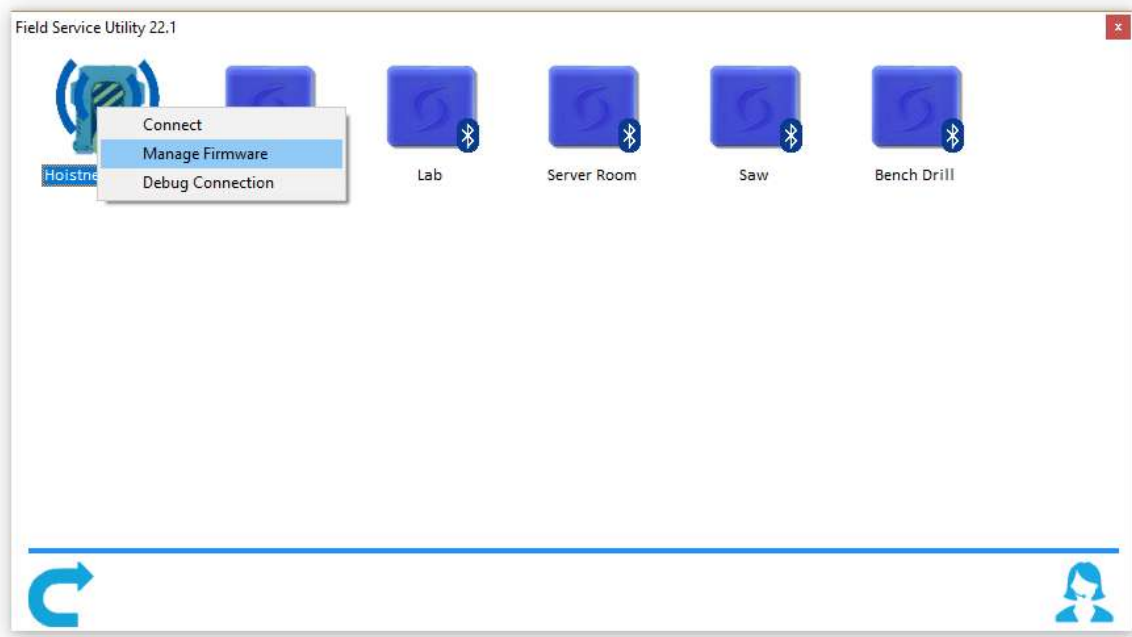 Field Service Utility 22.1
x
Connect
Manage Firmware
Debug Connection
Lab
Server Room
Saw
Bench Drill